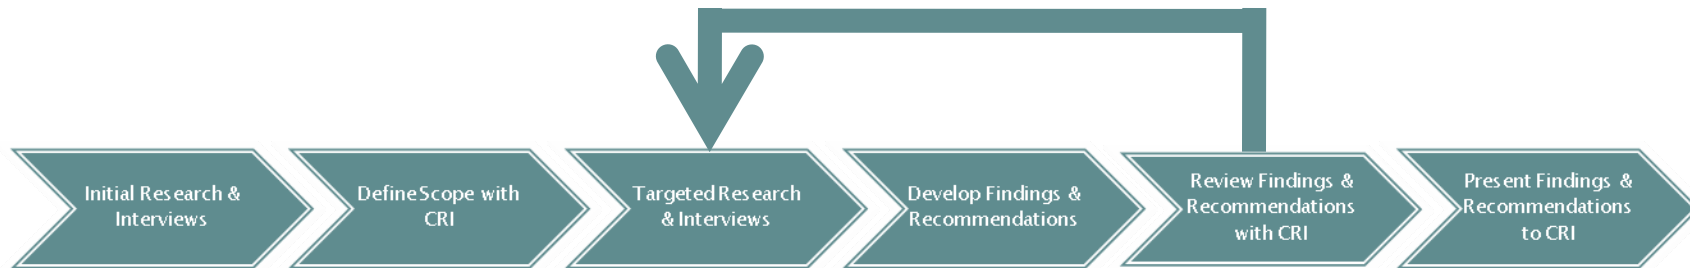 Initial Research &
Interviews
Define Scope with
CRI
Targeted Research
& Interviews
Develop Findings &
Recommendations
Review Findings &
Recommendations
with CRI
Present Findings &
Recommendations
to CRI